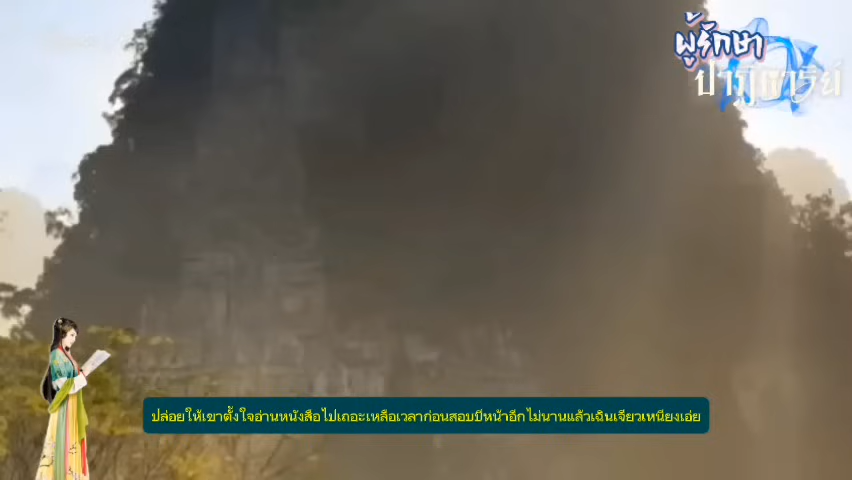 ผู้รักษา
ปาฏิหาริย์
ปล่อยให้เขาตั้งใจอ่านหนังสือไปเถอะเหลือเวลาก่อนสอบปีหน้าอีกไม่นานแล้วเฉินเจียวเหนียงเอ่ย